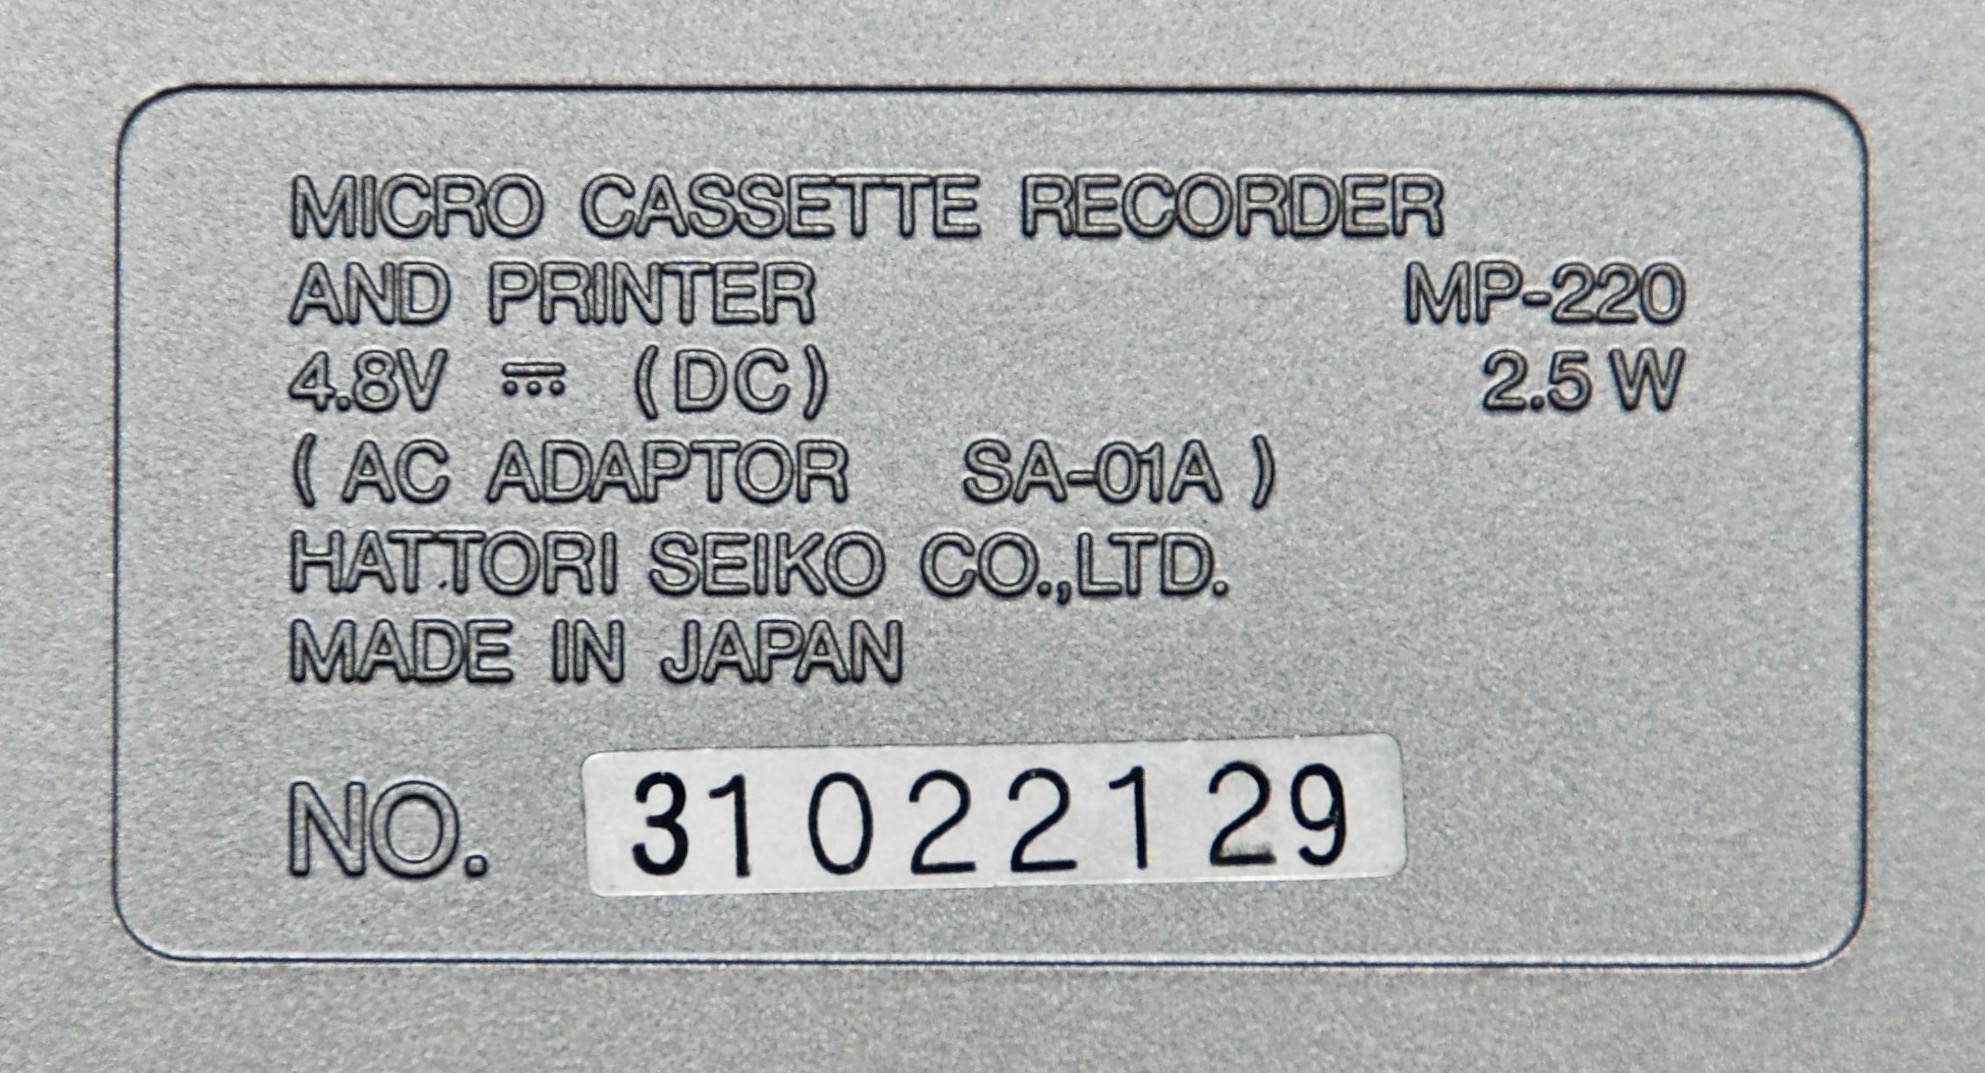 MICRO CASSETTE RECORDER
AND PRINTER MP-220
4.8V ⎓ (DC) 2.5 W
( AC ADAPTOR SA-01A )
HATTORI SEIKO CO.,LTD.
MADE IN JAPAN
NO. 31022129